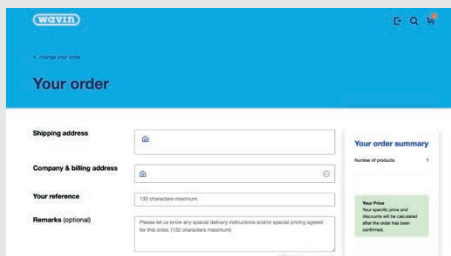 wavin
← change your order
Your order
Shipping address
Company & billing address
Your reference
132 characters maximum
Remarks (optional)
Please let us know any special delivery instructions and/or special pricing agreed
for this order. (132 characters maximum)
Your order summary
Number of products 1
Your Price
Your specific price and
discounts will be calculated
after the order has been
confirmed.